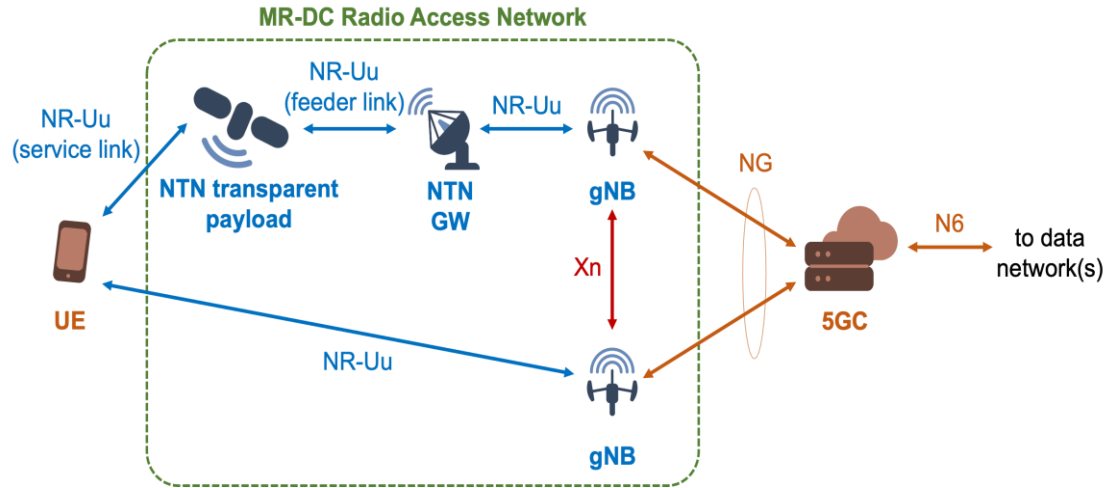 MR-DC Radio Access Network
NR-Uu
(service link)
NR-Uu
(feeder link)
NR-Uu
NTN transparent
payload
NTN
GW
gNB
NG
UE
Xn
5GC
N6
to data
network(s)
NR-Uu
gNB